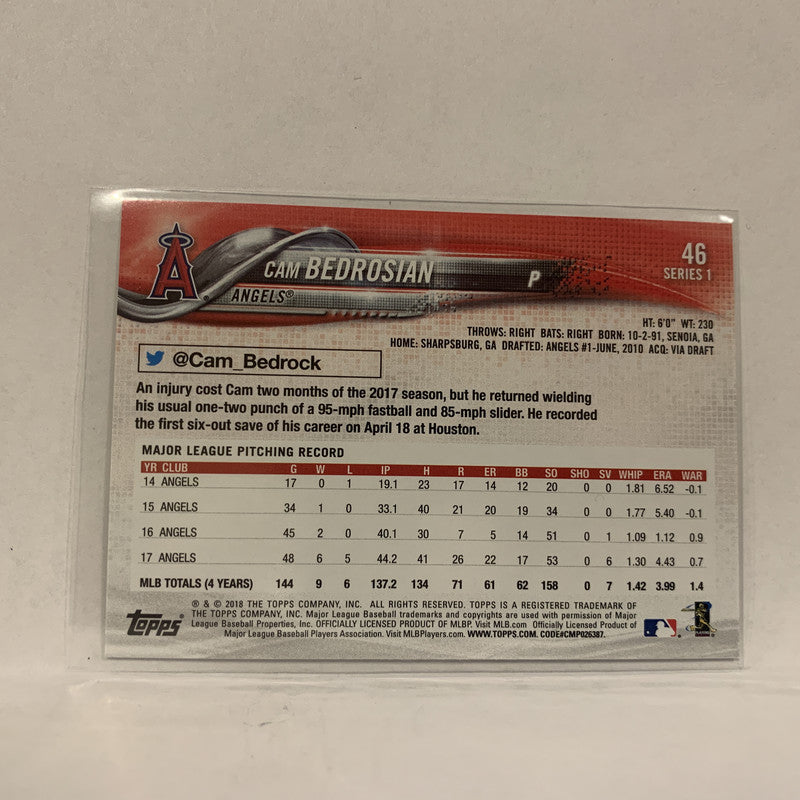 46
SERIES 1
CAM BEDROSIAN P
ANGELS®
HT: 6'0" WT: 230
THROWS: RIGHT BATS: RIGHT BORN: 10-2-91, SENOIA, GA
HOME: SHARPSBURG, GA DRAFTED: ANGELS #1-JUNE, 2010 ACQ: VIA DRAFT
@Cam_Bedrock
An injury cost Cam two months of the 2017 season, but he returned wielding
his usual one-two punch of a 95-mph fastball and 85-mph slider. He recorded
the first six-out save of his career on April 18 at Houston.
MAJOR LEAGUE PITCHING RECORD
YR CLUB G W L IP H R ER BB SO SHO SV WHIP ERA WAR
14 ANGELS 17 0 1 19.1 23 17 14 12 20 0 0 1.81 6.52 -0.1
15 ANGELS 34 1 0 33.1 40 21 20 19 34 0 0 1.77 5.40 -0.1
16 ANGELS 45 2 0 40.1 30 7 5 14 51 0 1 1.09 1.12 0.9
17 ANGELS 48 6 5 44.2 41 26 22 17 53 0 6 1.30 4.43 0.7
MLB TOTALS (4 YEARS) 144 9 6 137.2 134 71 61 62 158 0 7 1.42 3.99 1.4
Topps
® & © 2018 THE TOPPS COMPANY, INC. ALL RIGHTS RESERVED. TOPPS IS A REGISTERED TRADEMARK OF
THE TOPPS COMPANY, INC. Major League Baseball trademarks and copyrights are used with permission of Major
League Baseball Properties, Inc. OFFICIALLY LICENSED PRODUCT OF MLBP. Visit MLB.com Officially Licensed Product of
Major League Baseball Players Association. Visit MLBPlayers.com. WWW.TOPPS.COM. CODE#CMP026387.